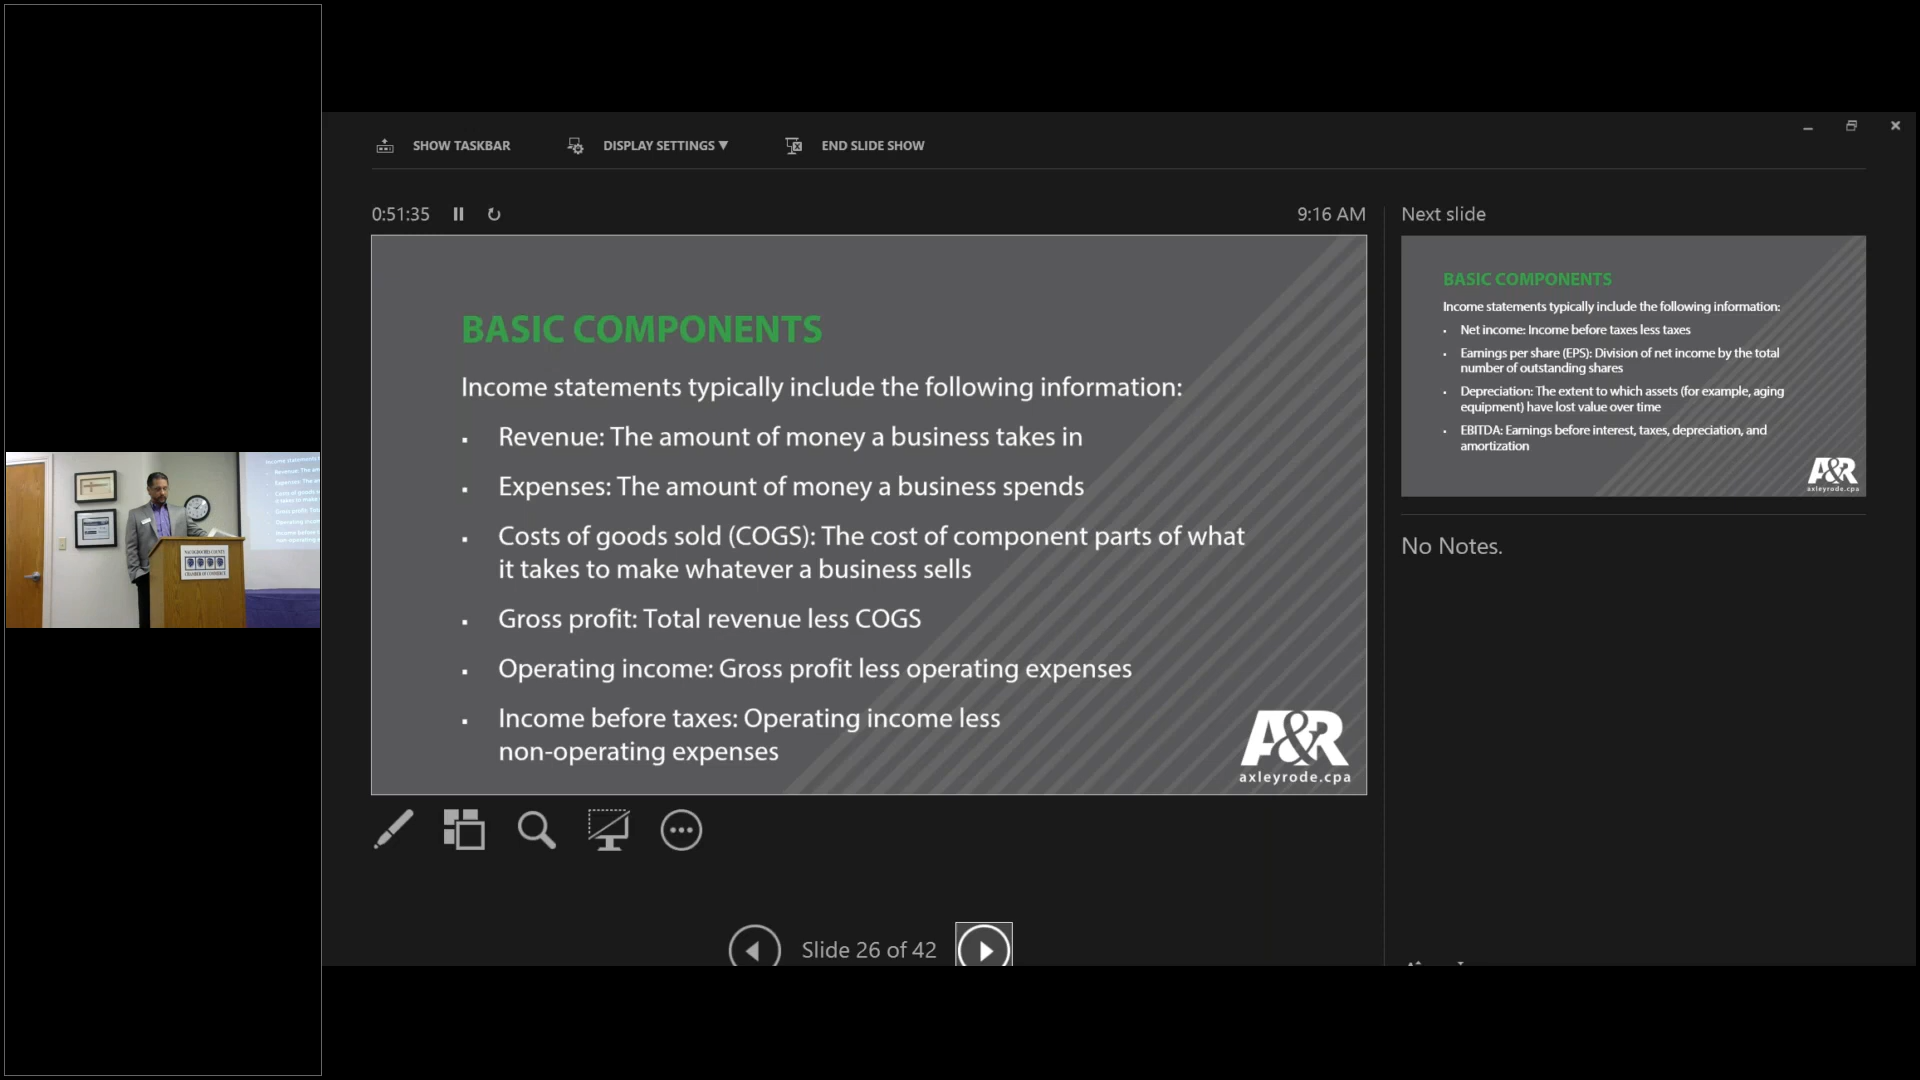 SHOW TASKBAR
DISPLAY SETTINGS ▼
END SLIDE SHOW
0:51:35
9:16 AM
BASIC COMPONENTS
Income statements typically include the following information:
▪ Revenue: The amount of money a business takes in
▪ Expenses: The amount of money a business spends
▪ Costs of goods sold (COGS): The cost of component parts of what
it takes to make whatever a business sells
▪ Gross profit: Total revenue less COGS
▪ Operating income: Gross profit less operating expenses
▪ Income before taxes: Operating income less
non-operating expenses
A&R
axleyrode.cpa
Slide 26 of 42
Next slide
BASIC COMPONENTS
Income statements typically include the following information:
▪ Net income: Income before taxes less taxes
▪ Earnings per share (EPS): Division of net income by the total
number of outstanding shares
▪ Depreciation: The extent to which assets (for example, aging
equipment) have lost value over time
▪ EBITDA: Earnings before interest, taxes, depreciation, and
amortization
A&R
axleyrode.cpa
No Notes.
NACOGDOCHES COUNTY
CHAMBER OF COMMERCE